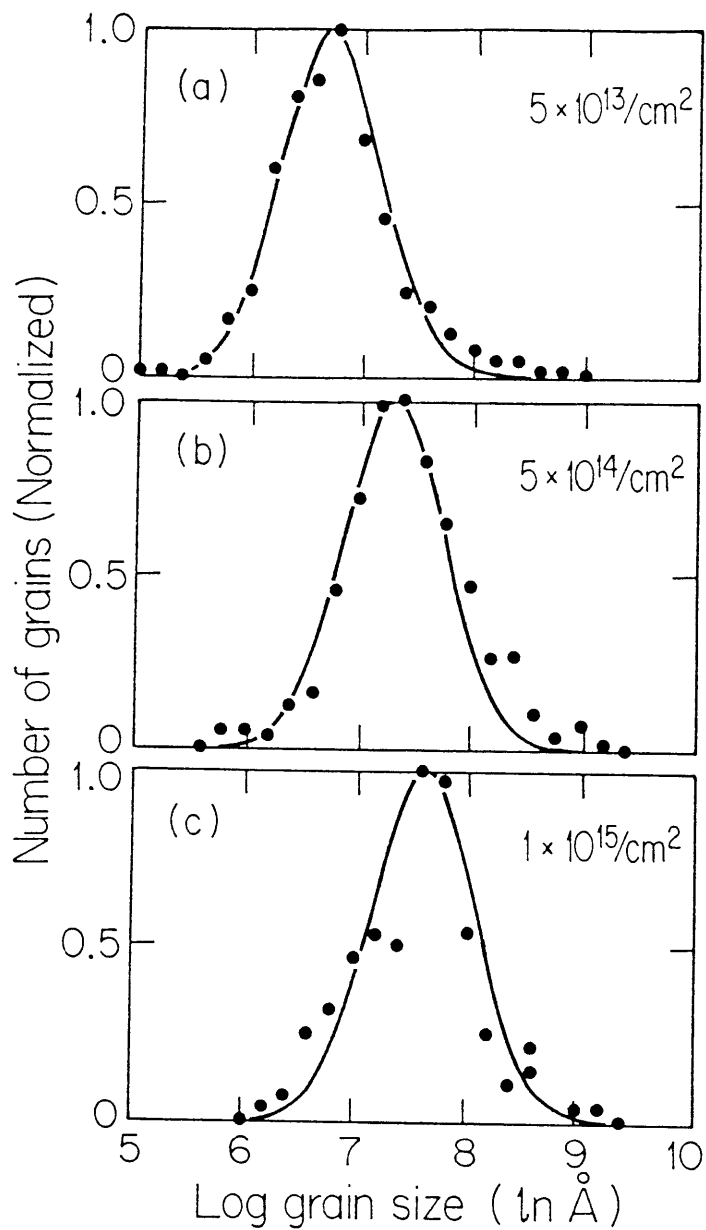 1.0
(a)
5 × 10¹³/cm²
0.5
0
1.0
(b)
5 × 10¹⁴/cm²
0.5
0
1.0
(c)
1 × 10¹⁵/cm²
0.5
0
5 6 7 8 9 10
Log grain size (ln Å)
Number of grains (Normalized)